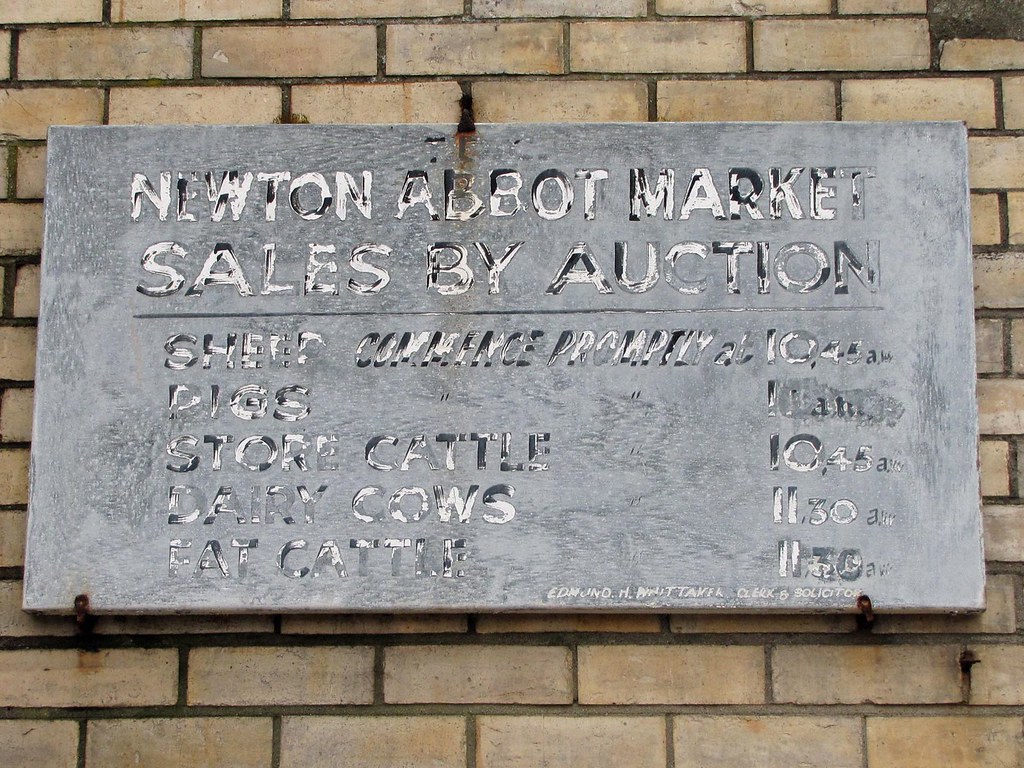 NEWTON ABBOT MARKET
SALES BY AUCTION
SHEEP COMMENCE PROMPTLY at 10,45 a.m
PIGS " " 11 a.m.
STORE CATTLE " 10,45 a.m
DAIRY COWS " 11.30 a.m
FAT CATTLE " 11.30 a.m
EDMUND. H. WHITTAKER CLERK & SOLICITOR